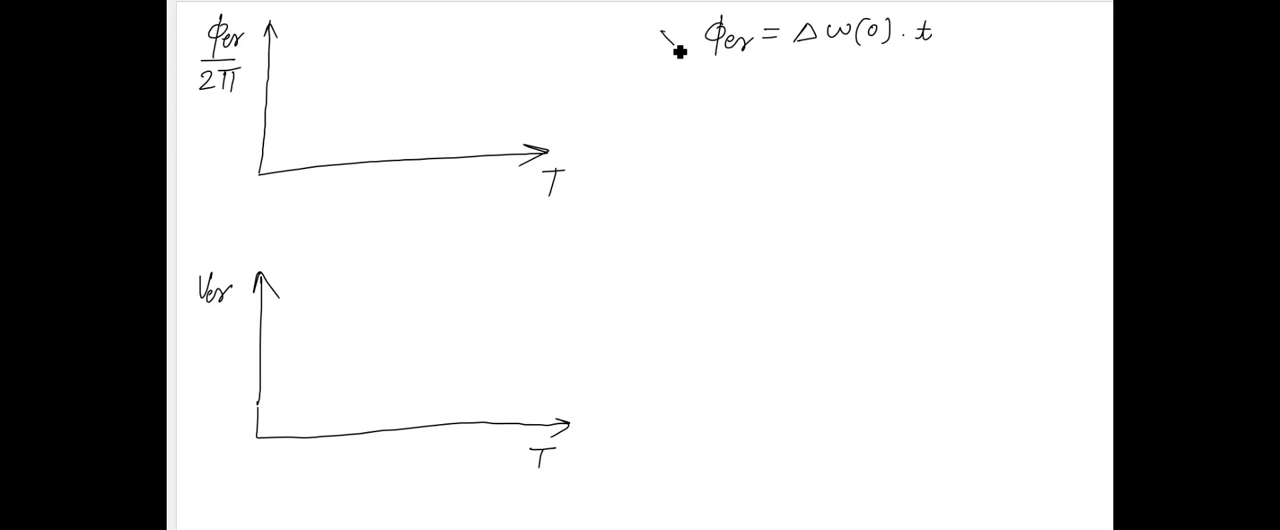 ϕer
2π
T
ϕer = Δω(0) . t
Ver
T